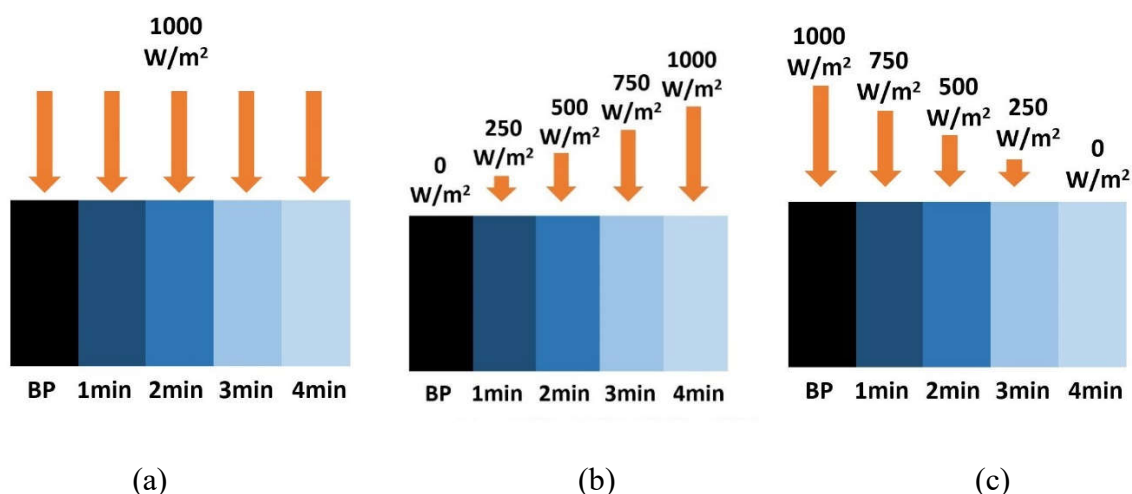 1000
W/m²
BP 1min 2min 3min 4min
(a)
0
W/m²
250
W/m²
500
W/m²
750
W/m²
1000
W/m²
BP 1min 2min 3min 4min
(b)
1000
W/m²
750
W/m²
500
W/m²
250
W/m²
0
W/m²
BP 1min 2min 3min 4min
(c)